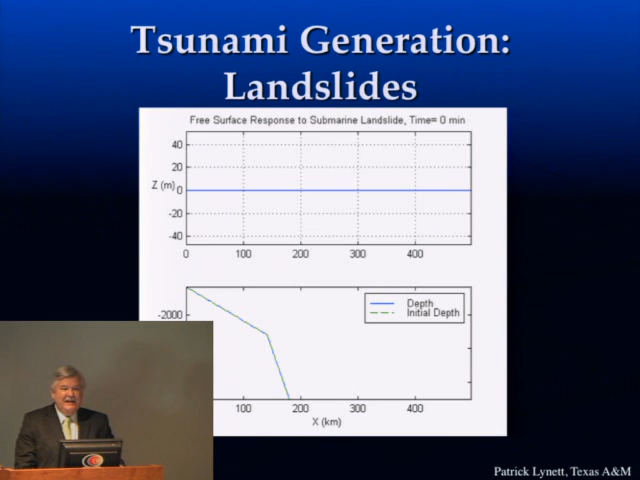 Tsunami Generation:
Landslides
Free Surface Response to Submarine Landslide, Time= 0 min
40
20
Z (m) 0
-20
-40
0 100 200 300 400
Depth
Initial Depth
-2000
100 200 300 400
X (km)
Patrick Lynett, Texas A&M